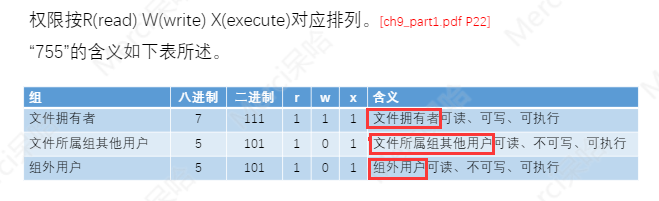 权限按R(read) W(write) X(execute)对应排列。[ch9_part1.pdf P22]
“755”的含义如下表所述。
组 八进制 二进制 r w x 含义
文件拥有者 7 111 1 1 1 文件拥有者可读、可写、可执行
文件所属组其他用户 5 101 1 0 1 文件所属组其他用户可读、不可写、可执行
组外用户 5 101 1 0 1 组外用户可读、不可写、可执行